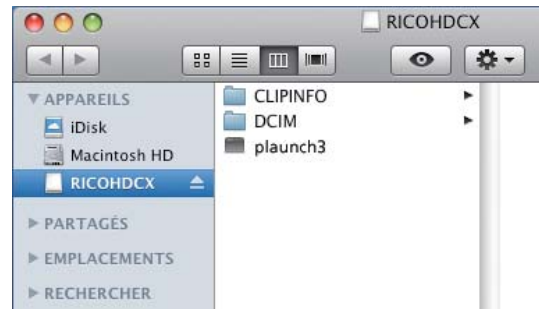 RICOHDCX
APPAREILS
iDisk
Macintosh HD
RICOHDCX
PARTAGÉS
EMPLACEMENTS
RECHERCHER
CLIPINFO
DCIM
plaunch3